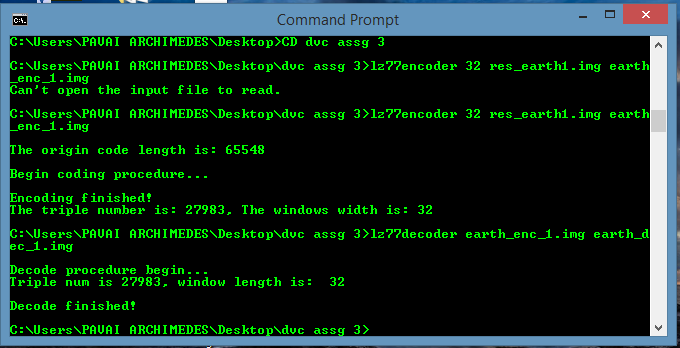 Command Prompt
C:\Users\PAVAI ARCHIMEDES\Desktop>CD dvc assg 3
C:\Users\PAVAI ARCHIMEDES\Desktop\dvc assg 3>lz77encoder 32 res_earth1.img earth
_enc_1.img
Can't open the input file to read.
C:\Users\PAVAI ARCHIMEDES\Desktop\dvc assg 3>lz77encoder 32 res_earth1.img earth
_enc_1.img
The origin code length is: 65548
Begin coding procedure...
Encoding finished!
The triple number is: 27983, The windows width is: 32
C:\Users\PAVAI ARCHIMEDES\Desktop\dvc assg 3>lz77decoder earth_enc_1.img earth_d
ec_1.img
Decode procedure begin...
Triple num is 27983, window length is:  32
Decode finished!
C:\Users\PAVAI ARCHIMEDES\Desktop\dvc assg 3>